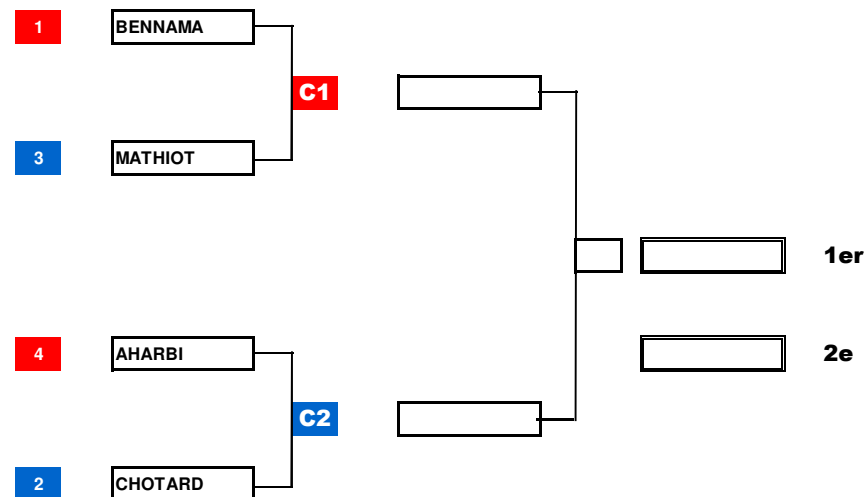 1 BENNAMA
C1
3 MATHIOT
1er
4 AHARBI
2e
C2
2 CHOTARD